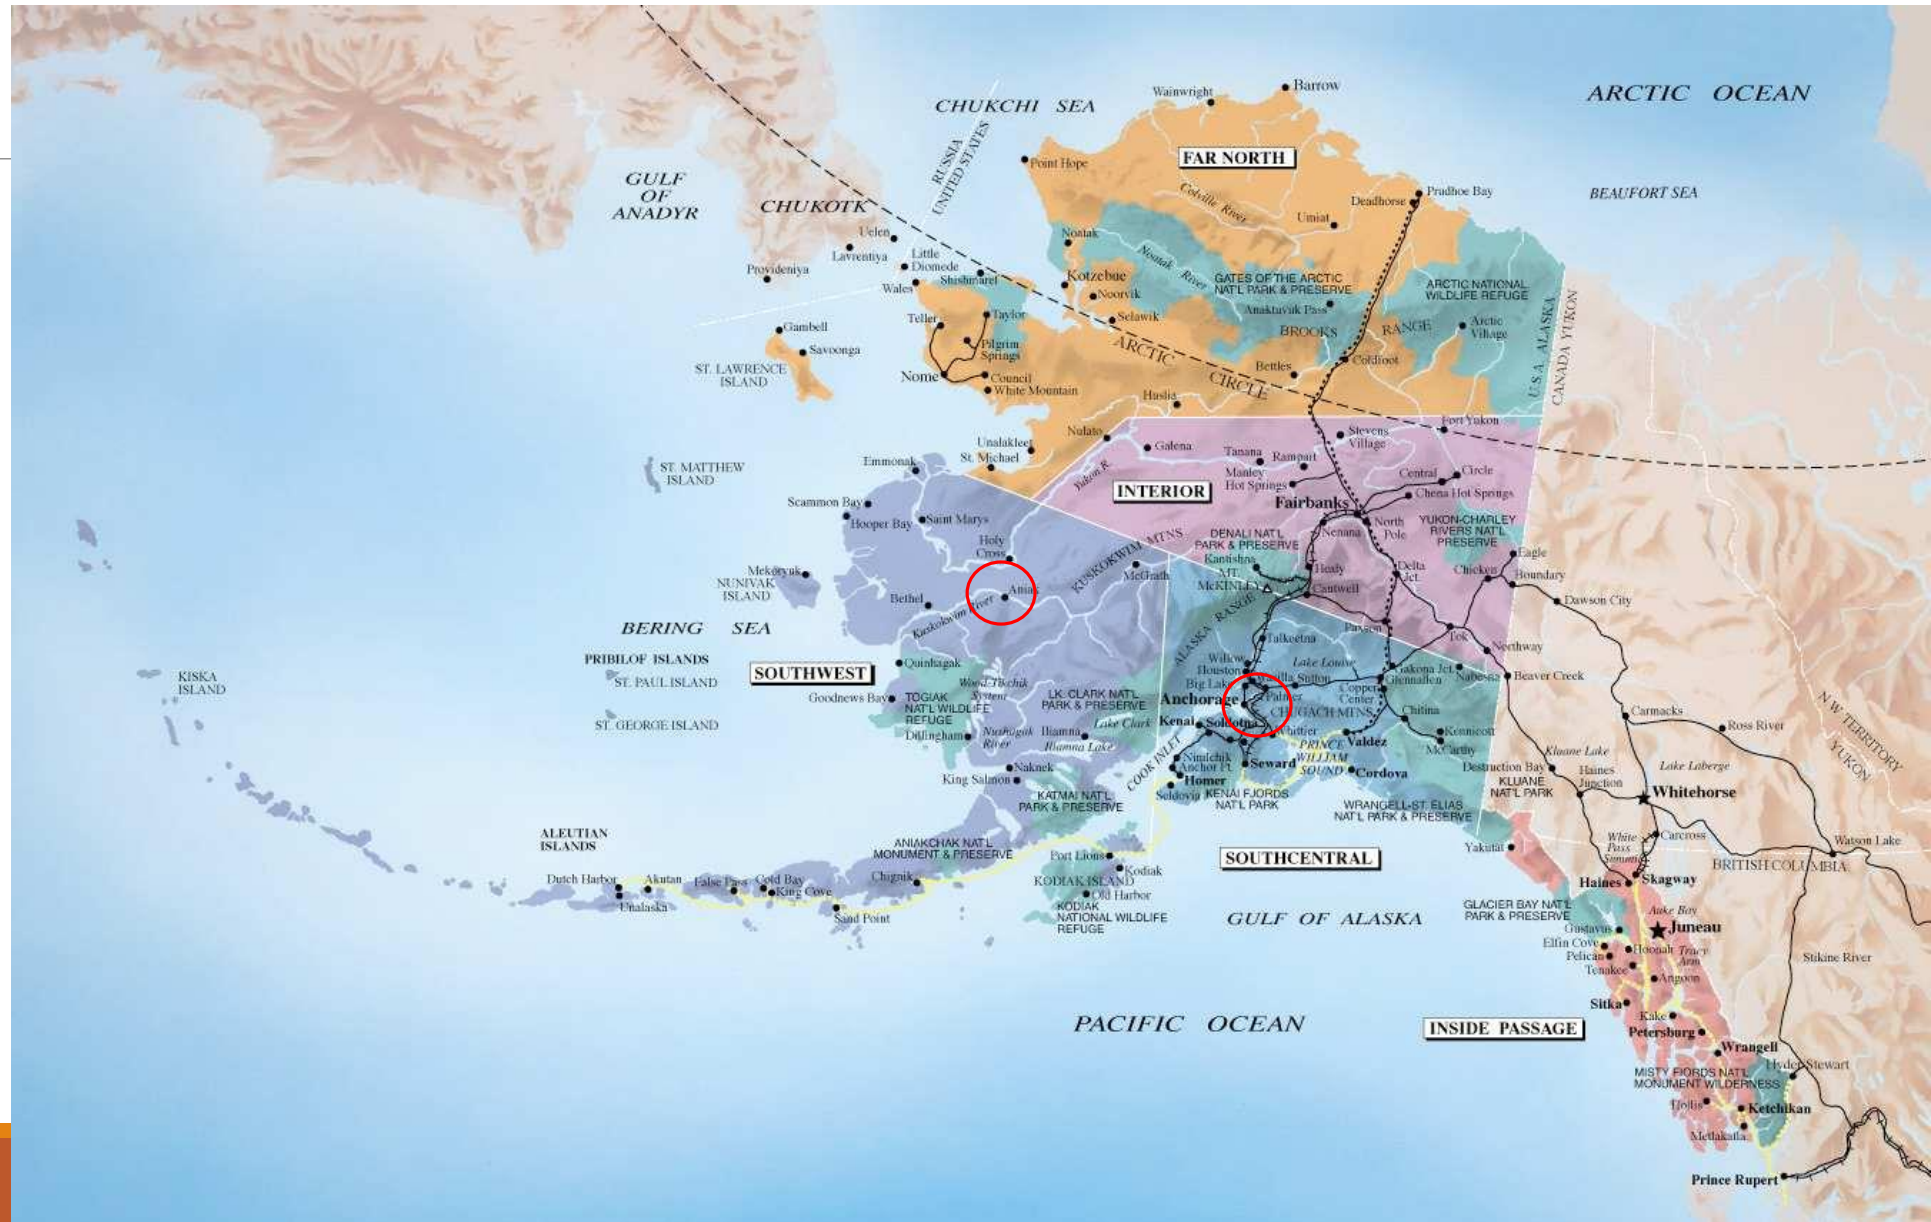 CHUKCHI SEA
ARCTIC OCEAN
BEAUFORT SEA
GULF
OF
ANADYR
CHUKOTK
RUSSIA
UNITED STATES
Wainwright
Barrow
Point Hope
FAR NORTH
Colville River
Umiat
Prudhoe Bay
Deadhorse
Uelen
Lavrentiya
Provideniya
Little
Diomede
Wales
Shishmaref
Noatak
Noatak River
Kotzebue
Noorvik
Selawik
GATES OF THE ARCTIC
NAT'L PARK & PRESERVE
Anaktuvuk Pass
BROOKS RANGE
ARCTIC NATIONAL
WILDLIFE REFUGE
Arctic
Village
U.S.A. ALASKA
CANADA YUKON
Gambell
Savoonga
ST. LAWRENCE
ISLAND
Teller
Taylor
Pilgrim
Springs
Nome
Council
White Mountain
ARCTIC CIRCLE
Bettles
Coldfoot
Huslia
Nulato
Unalakleet
St. Michael
Galena
Yukon R.
Tanana
Rampart
Manley
Hot Springs
Stevens
Village
Fort Yukon
Central
Circle
Chena Hot Springs
INTERIOR
Fairbanks
North
Pole
Nenana
YUKON-CHARLEY
RIVERS NAT'L
PRESERVE
Eagle
Chicken
Boundary
Dawson City
ST. MATTHEW
ISLAND
Emmonak
Scammon Bay
Hooper Bay
Saint Marys
Holy
Cross
Aniak
KUSKOKWIM MTNS
McGrath
Kuskokwim River
Bethel
Mekoryuk
NUNIVAK
ISLAND
DENALI NAT'L
PARK & PRESERVE
Kantishna
MT.
McKINLEY
Healy
Cantwell
Delta
Jct.
Paxson
Tok
Northway
ALASKA RANGE
Talkeetna
Willow
Houston
Big Lake
Wasilla
Sutton
Palmer
Lake Louise
Gakona Jct.
Glennallen
Nabesna
Beaver Creek
Copper
Center
Anchorage
CHUGACH MTNS
Chitina
Kennicott
McCarthy
Kenai
Soldotna
Whittier
Valdez
PRINCE
WILLIAM
SOUND
Cordova
Seward
Ninilchik
Anchor Pt.
Homer
Seldovia
COOK INLET
KENAI FJORDS
NAT'L PARK
WRANGELL-ST. ELIAS
NAT'L PARK & PRESERVE
BERING SEA
PRIBILOF ISLANDS
ST. PAUL ISLAND
ST. GEORGE ISLAND
SOUTHWEST
Quinhagak
Goodnews Bay
TOGIAK
NAT'L WILDLIFE
REFUGE
Wood-Tikchik
System
LK. CLARK NAT'L
PARK & PRESERVE
Lake Clark
Dillingham
Nushagak
River
Iliamna
Iliamna Lake
Naknek
King Salmon
KATMAI NAT'L
PARK & PRESERVE
KISKA
ISLAND
ALEUTIAN
ISLANDS
ANIAKCHAK NAT'L
MONUMENT & PRESERVE
Dutch Harbor
Unalaska
Akutan
False Pass
Cold Bay
King Cove
Sand Point
Chignik
Port Lions
Kodiak
KODIAK ISLAND
Old Harbor
KODIAK
NATIONAL WILDLIFE
REFUGE
SOUTHCENTRAL
GULF OF ALASKA
PACIFIC OCEAN
Carmacks
Ross River
N.W. TERRITORY
YUKON
Kluane Lake
Destruction Bay
KLUANE
NAT'L PARK
Haines
Junction
Lake Laberge
Whitehorse
White
Pass
Summit
Carcross
Watson Lake
BRITISH COLUMBIA
Yakutat
Haines
Skagway
GLACIER BAY NAT'L
PARK & PRESERVE
Auke Bay
Juneau
Gustavus
Elfin Cove
Pelican
Hoonah
Tracy
Arm
Tenakee
Angoon
Stikine River
Sitka
Kake
Petersburg
Wrangell
INSIDE PASSAGE
Hyder
Stewart
MISTY FIORDS NAT'L
MONUMENT WILDERNESS
Hollis
Ketchikan
Metlakatla
Prince Rupert